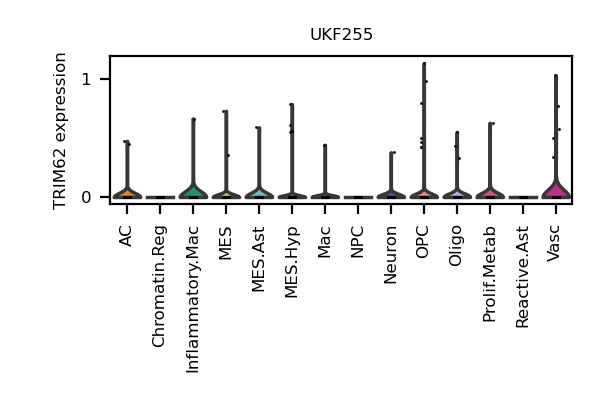 UKF255
TRIM62 expression
1
0
AC
Chromatin.Reg
Inflammatory.Mac
MES
MES.Ast
MES.Hyp
Mac
NPC
Neuron
OPC
Oligo
Prolif.Metab
Reactive.Ast
Vasc